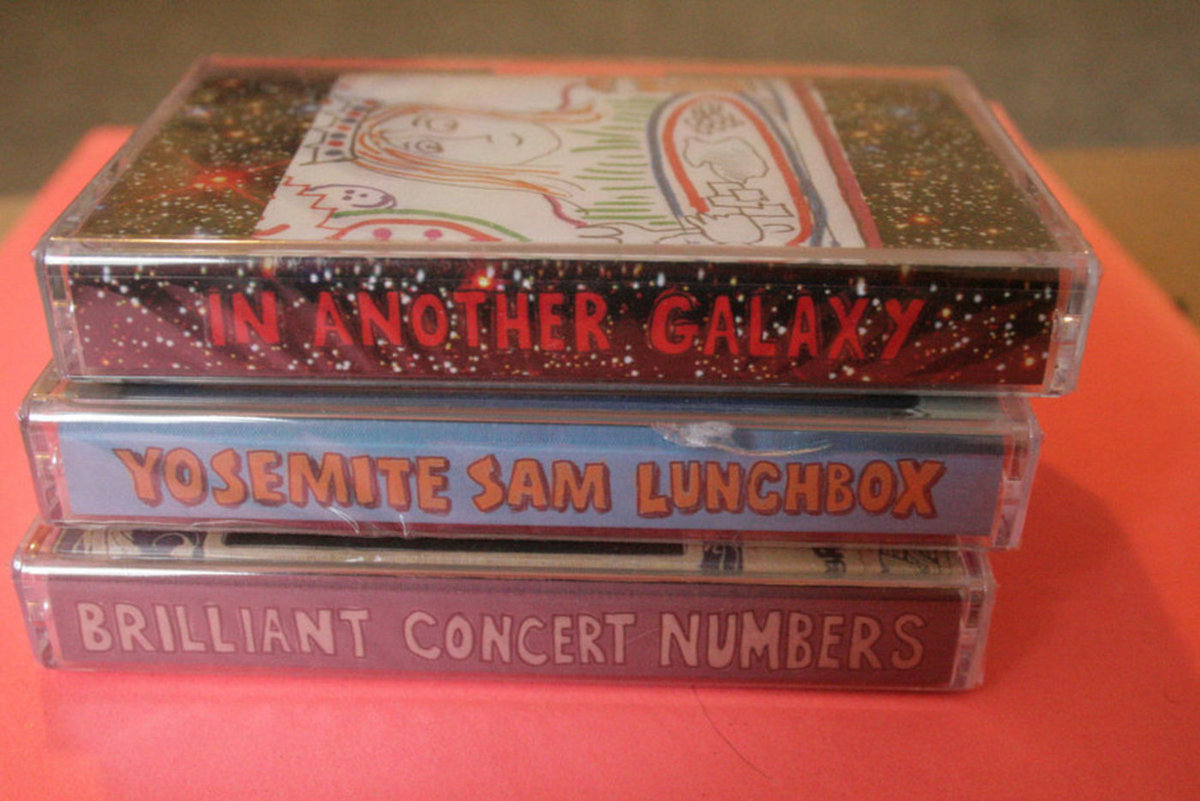 IN ANOTHER GALAXY
YOSEMITE SAM LUNCHBOX
BRILLIANT CONCERT NUMBERS